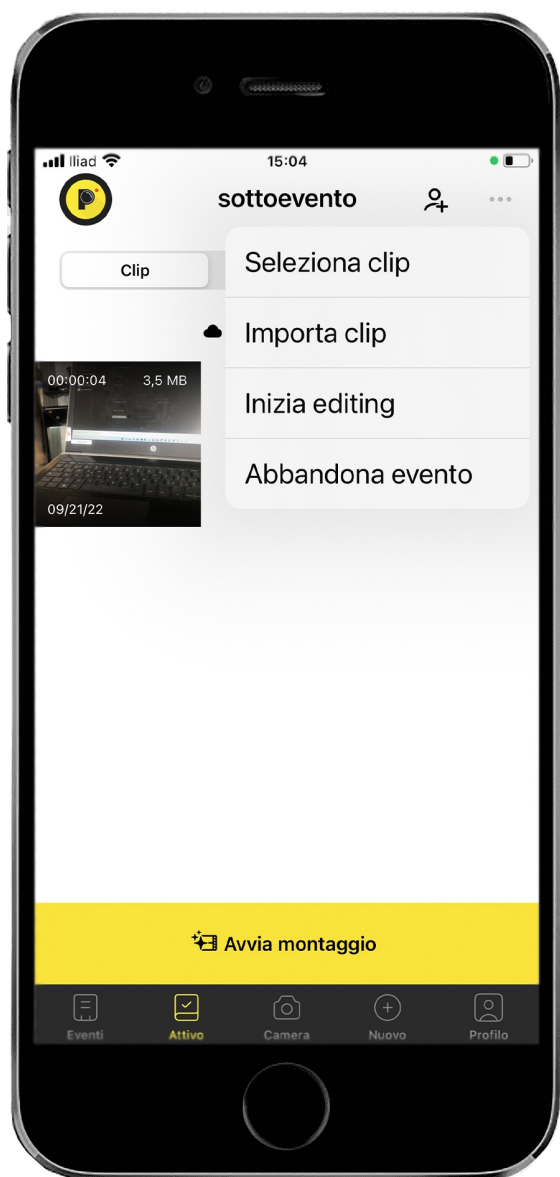 Iliad
15:04
P
sottoevento
Clip
Seleziona clip
Importa clip
Inizia editing
Abbandona evento
00:00:04 3,5 MB
09/21/22
Avvia montaggio
Eventi Attivo Camera Nuovo Profilo